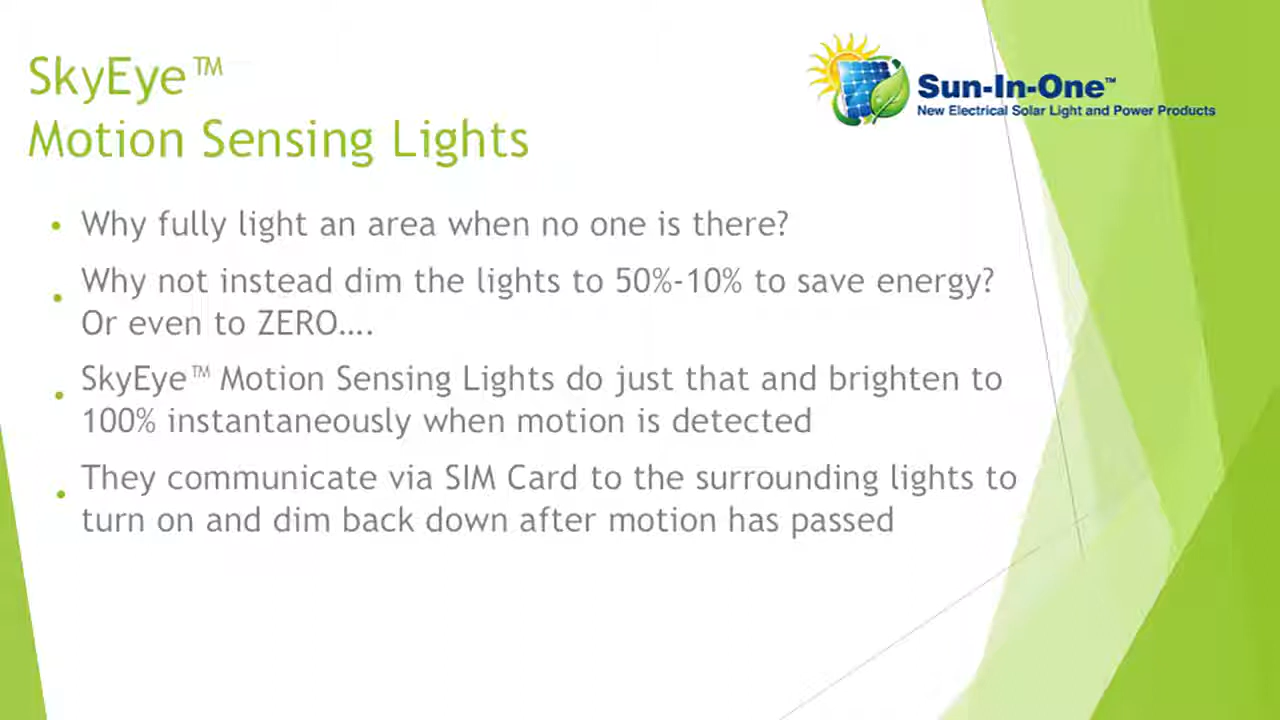 SkyEye™
Motion Sensing Lights
Sun-In-One™
New Electrical Solar Light and Power Products
• Why fully light an area when no one is there?
• Why not instead dim the lights to 50%-10% to save energy?
Or even to ZERO....
• SkyEye™ Motion Sensing Lights do just that and brighten to
100% instantaneously when motion is detected
• They communicate via SIM Card to the surrounding lights to
turn on and dim back down after motion has passed